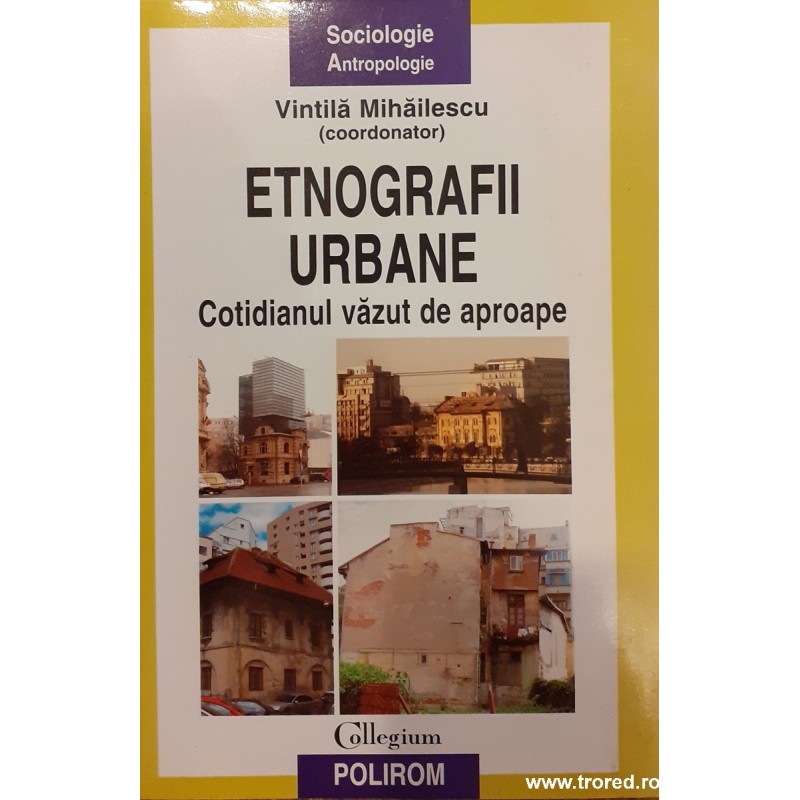 Sociologie
Antropologie
Vintilă Mihăilescu
(coordonator)
ETNOGRAFII
URBANE
Cotidianul văzut de aproape
Collegium
POLIROM
www.trored.ro